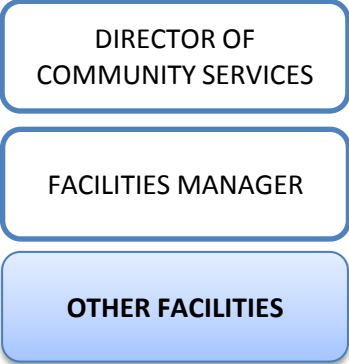 DIRECTOR OF
COMMUNITY SERVICES
FACILITIES MANAGER
OTHER FACILITIES